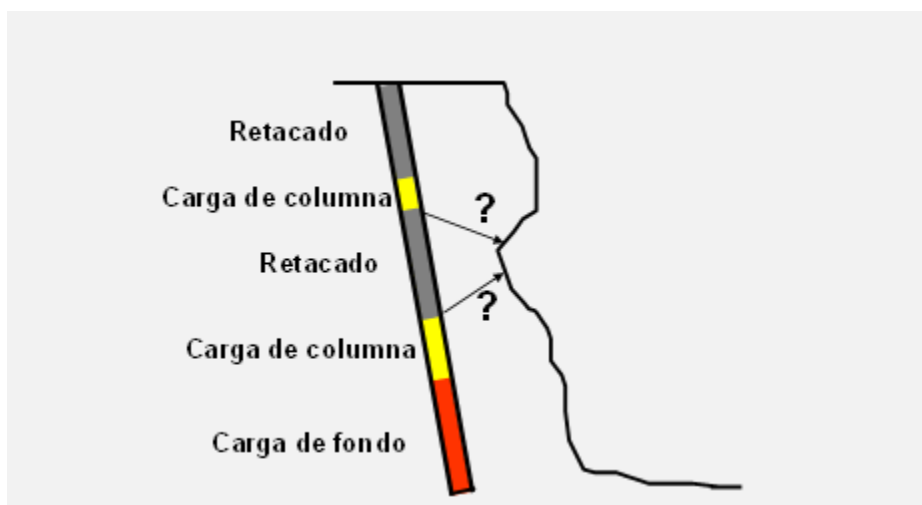 Retacado
Carga de columna
?
Retacado
?
Carga de columna
Carga de fondo